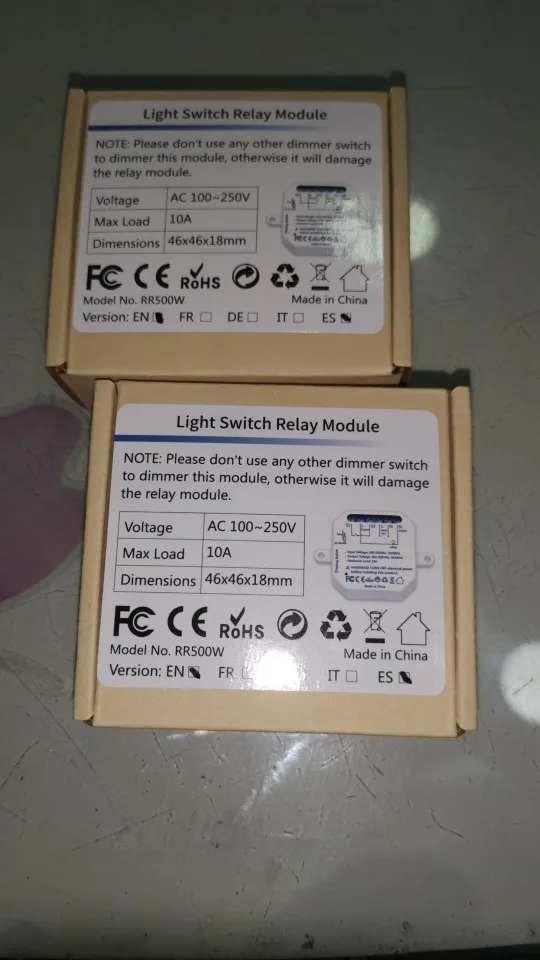 Light Switch Relay Module
NOTE: Please don't use any other dimmer switch
to dimmer this module, otherwise it will damage
the relay module.
Voltage AC 100~250V
Max Load 10A
Dimensions 46x46x18mm
FC CE RoHS
Model No. RR500W Made in China
Version: EN FR DE IT ES
Light Switch Relay Module
NOTE: Please don't use any other dimmer switch
to dimmer this module, otherwise it will damage
the relay module.
Voltage AC 100~250V
Max Load 10A
Dimensions 46x46x18mm
FC CE RoHS
Model No. RR500W Made in China
Version: EN FR IT ES